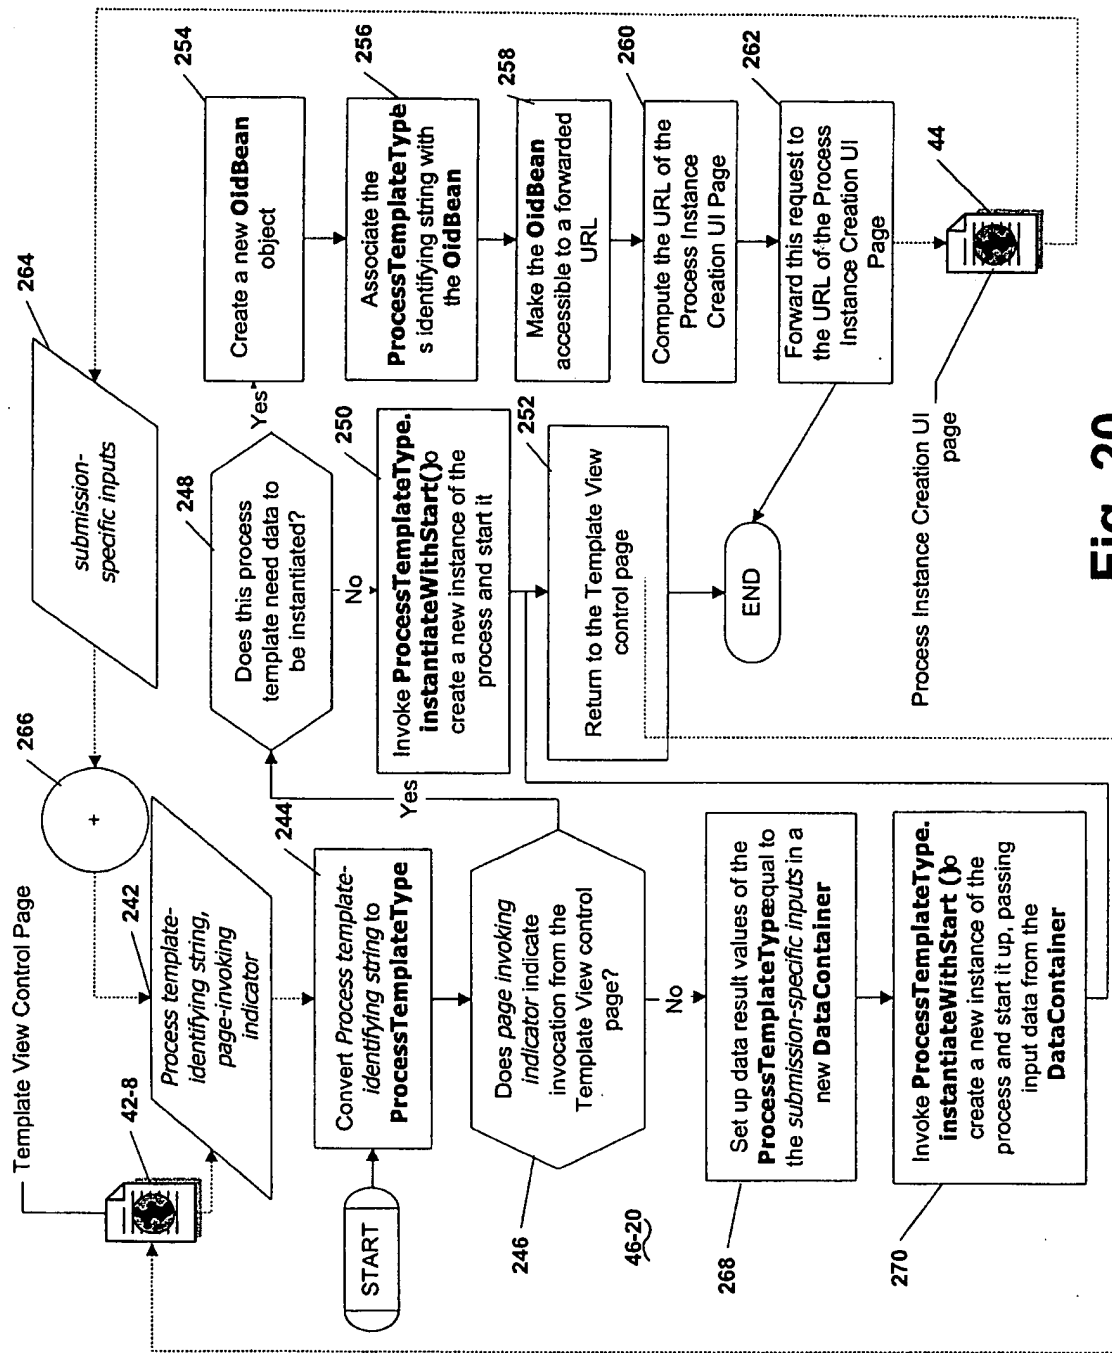 Template View Control Page
42-8
242
266
264
Process template-
identifying string,
page-invoking
indicator
+
submission-
specific inputs
START
244
Convert Process template-
identifying string to
ProcessTemplateType
246
Does page invoking
indicator indicate
invocation from the
Template View control
page?
Yes
No
46-20
268
Set up data result values of the
ProcessTemplateType equal to
the submission-specific inputs in a
new DataContainer
270
Invoke ProcessTemplateType.
instantiateWithStart () o
create a new instance of the
process and start it up, passing
input data from the
DataContainer
248
Does this process
template need data to
be instantiated?
Yes
No
250
Invoke ProcessTemplateType.
instantiateWithStart() o
create a new instance of the
process and start it
252
Return to the Template View
control page
END
254
Create a new OidBean
object
256
Associate the
ProcessTemplateType
s identifying string with
the OidBean
258
Make the OidBean
accessible to a forwarded
URL
260
Compute the URL of the
Process Instance
Creation UI Page
262
Forward this request to
the URL of the Process
Instance Creation UI
Page
44
Process Instance Creation UI
page
Fig. 20